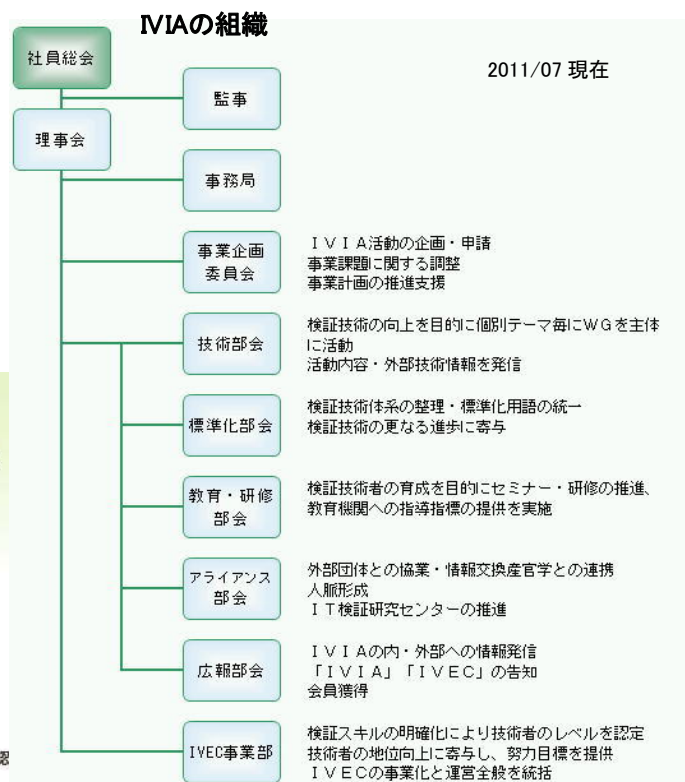 IVIAの組織
2011/07 現在
社員総会
監事
理事会
事務局
事業企画
委員会
IVIA活動の企画・申請
事業課題に関する調整
事業計画の推進支援
技術部会
検証技術の向上を目的に個別テーマ毎にWGを主体
に活動
活動内容・外部技術情報を発信
標準化部会
検証技術体系の整理・標準化用語の統一
検証技術の更なる進歩に寄与
教育・研修
部会
検証技術者の育成を目的にセミナー・研修の推進、
教育機関への指導指標の提供を実施
アライアンス
部会
外部団体との協業・情報交換産官学との連携
人脈形成
IT検証研究センターの推進
広報部会
IVIAの内・外部への情報発信
「IVIA」「IVEC」の告知
会員獲得
IVEC事業部
検証スキルの明確化により技術者のレベルを認定
技術者の地位向上に寄与し、努力目標を提供
IVECの事業化と運営全般を統括